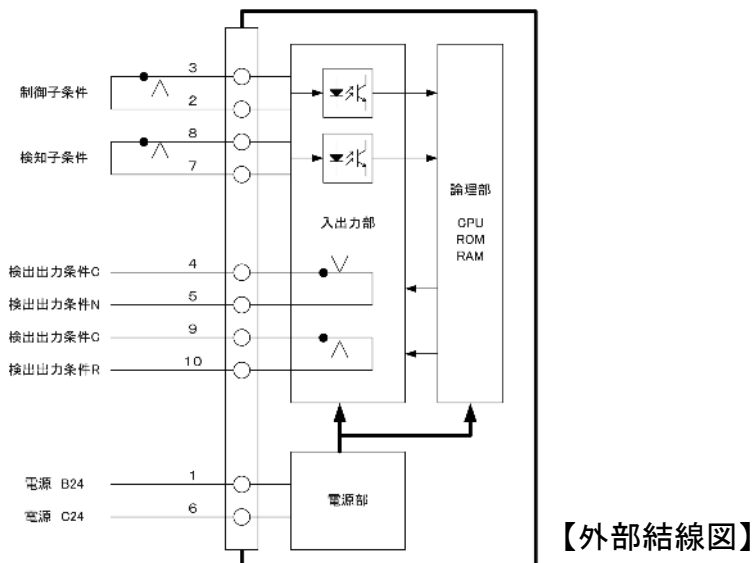 制御子条件
3
2
検知子条件
8
7
検出出力条件C
4
検出出力条件N
5
検出出力条件C
9
検出出力条件R
10
電源 B24
1
電源 C24
6
入出力部
論理部
CPU
ROM
RAM
電源部
【外部結線図】